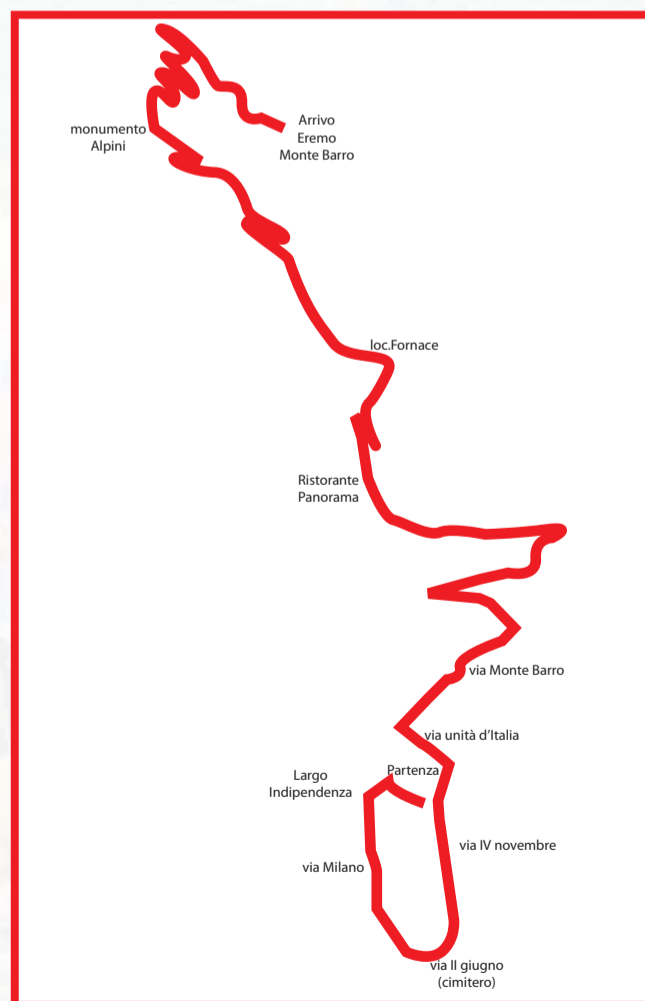 Arrivo
Eremo
Monte Barro
monumento
Alpini
loc.Fornace
Ristorante
Panorama
via Monte Barro
via unità d’Italia
Partenza
Largo
Indipendenza
via IV novembre
via Milano
via II giugno
(cimitero)